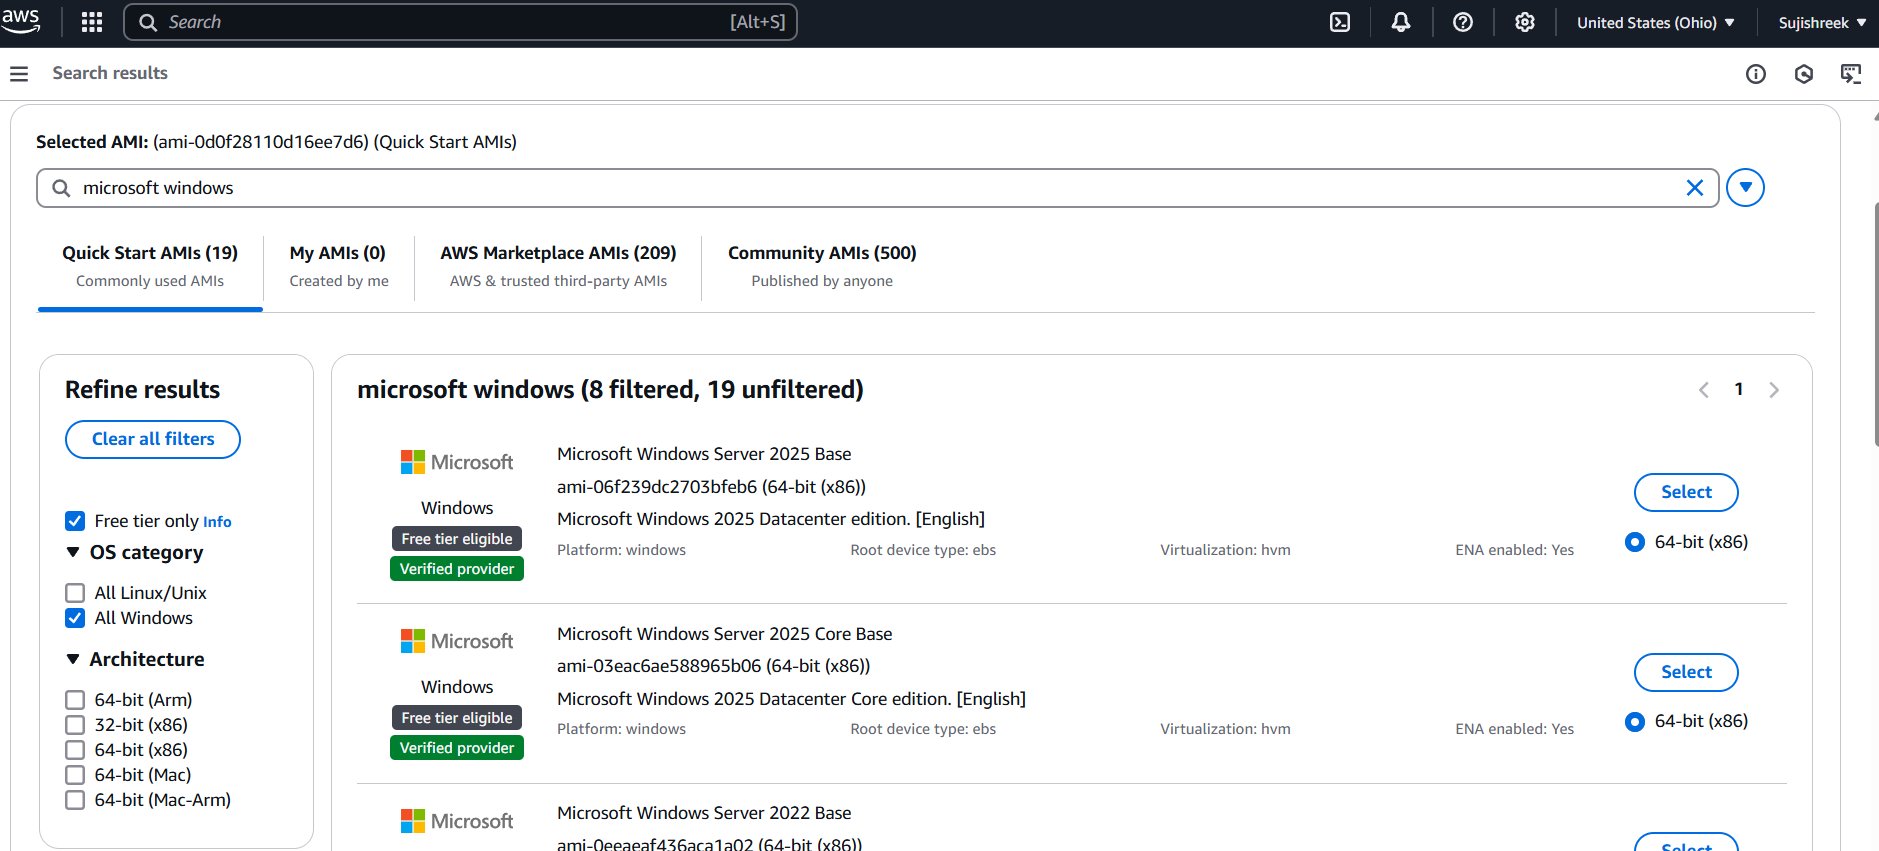 aws
Search [Alt+S]
United States (Ohio)
Sujishreek
Search results
Selected AMI: (ami-0d0f28110d16ee7d6) (Quick Start AMIs)
microsoft windows
Quick Start AMIs (19)
Commonly used AMIs
My AMIs (0)
Created by me
AWS Marketplace AMIs (209)
AWS & trusted third-party AMIs
Community AMIs (500)
Published by anyone
Refine results
Clear all filters
Free tier only Info
OS category
All Linux/Unix
All Windows
Architecture
64-bit (Arm)
32-bit (x86)
64-bit (x86)
64-bit (Mac)
64-bit (Mac-Arm)
microsoft windows (8 filtered, 19 unfiltered)
1
Microsoft
Windows
Free tier eligible
Verified provider
Microsoft Windows Server 2025 Base
ami-06f239dc2703bfeb6 (64-bit (x86))
Microsoft Windows 2025 Datacenter edition. [English]
Platform: windows Root device type: ebs Virtualization: hvm ENA enabled: Yes
Select
64-bit (x86)
Microsoft
Windows
Free tier eligible
Verified provider
Microsoft Windows Server 2025 Core Base
ami-03eac6ae588965b06 (64-bit (x86))
Microsoft Windows 2025 Datacenter Core edition. [English]
Platform: windows Root device type: ebs Virtualization: hvm ENA enabled: Yes
Select
64-bit (x86)
Microsoft
Microsoft Windows Server 2022 Base
ami-0eeaeaf436aca1a02 (64-bit (x86))
Select